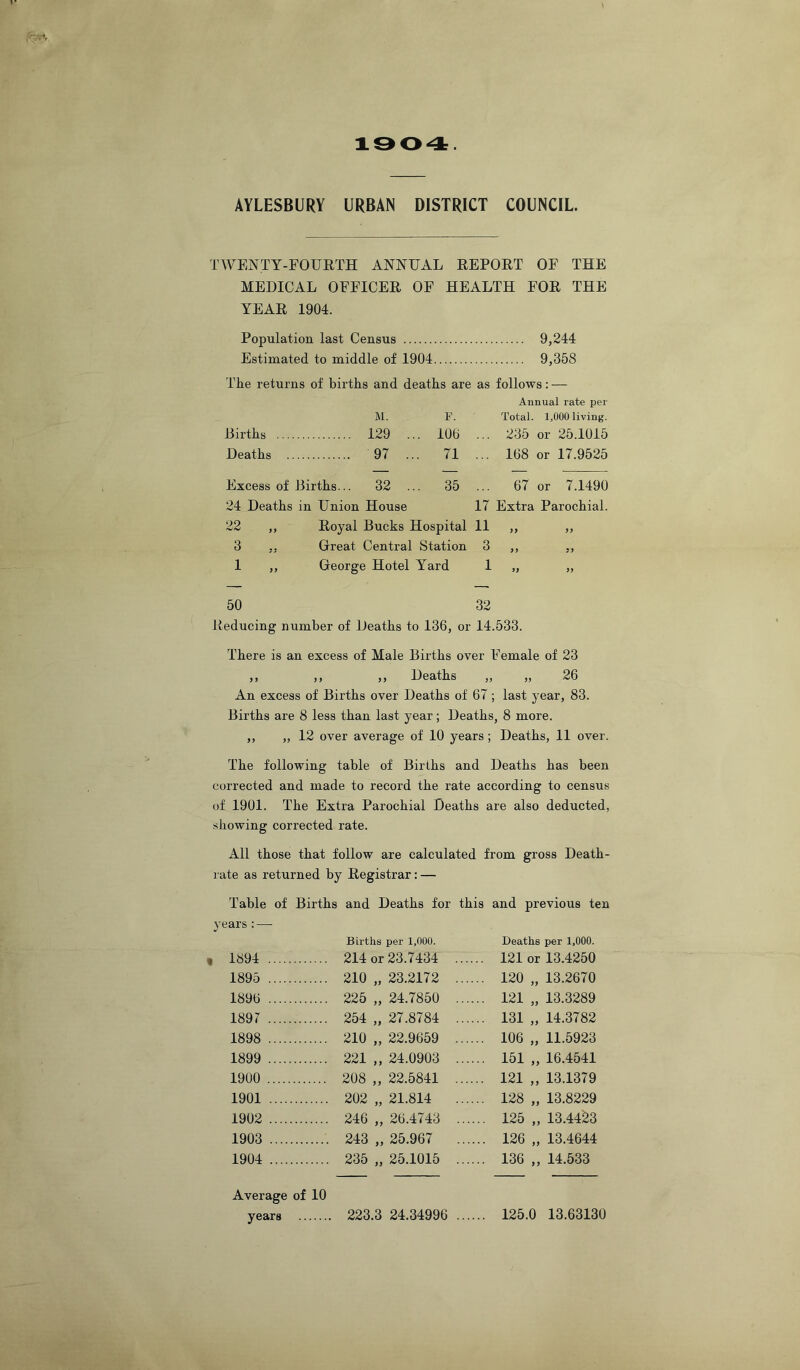 1904.
AYLESBURY URBAN DISTRICT COUNCIL.
TWENTY-FOURTH ANNUAL REPORT OF THE
MEDICAL OFFICER OF HEALTH FOR THE
YEAR 1904.
Population last Census ........................ 9,244
Estimated to middle of 1904.................. 9,358
The returns of births and deaths are as follows: —
Annual rate per
M. F. Total. 1,000 living.
Births ............... 129 ... 106 ... 235 or 25.1015
Deaths ............. 97 ... 71 ... 168 or 17.9525
Excess of Births... 32 ... 35 ... 67 or 7.1490
24 Deaths in Union House 17 Extra Parochial.
22 ,, Royal Bucks Hospital 11 ,, ,,
3 ,, Great Central Station 3 ,, ,,
1 ,, George Hotel Yard 1 ,, ,,
50 32
Reducing number of Deaths to 136, or 14.533.
There is an excess of Male Births over Female of 23
,, ,, ,, Deaths ,, ,, 26
An excess of Births over Deaths of 67 ; last year, 83.
Births are 8 less than last year ; Deaths, 8 more.
,, ,, 12 over average of 10 years ; Deaths, 11 over.
The following table of Births and Deaths has been
corrected and made to record the rate according to census
of 1901. The Extra Parochial Deaths are also deducted,
showing corrected rate.
All those that follow are calculated from gross Death-
rate as returned by Registrar: —
Table of Births and Deaths for this and previous ten
years : —
Births per 1,000. Deaths per 1,000.
1894 ............ 214 or 23.7434 ...... 121 or 13.4250
1895 ............ 210 ,, 23.2172 ...... 120 ,, 13.2670
1896 ............ 225 ,, 24.7850 ...... 121 ,, 13.3289
1897 ............ 254 ,, 27.8784 ...... 131 ,, 14.3782
1898 ............ 210 ,, 22.9659 ...... 106 ,, 11.5923
1899 ............ 221 ,, 24.0903 ...... 151 ,, 16.4541
1900 ............ 208 ,, 22.5841 ...... 121 ,, 13.1379
1901 ............ 202 ,, 21.814 ...... 128 ,, 13.8229
1902 ............ 246 ,, 26.4743 ...... 125 ,, 13.4423
1903 ............ 243 ,, 25.967 ...... 126 ,, 13.4644
1904 ............ 235 ,, 25.1015 ...... 136 ,, 14.533
Average of 10
years ....... 223.3 24.34996 ...... 125.0 13.63130